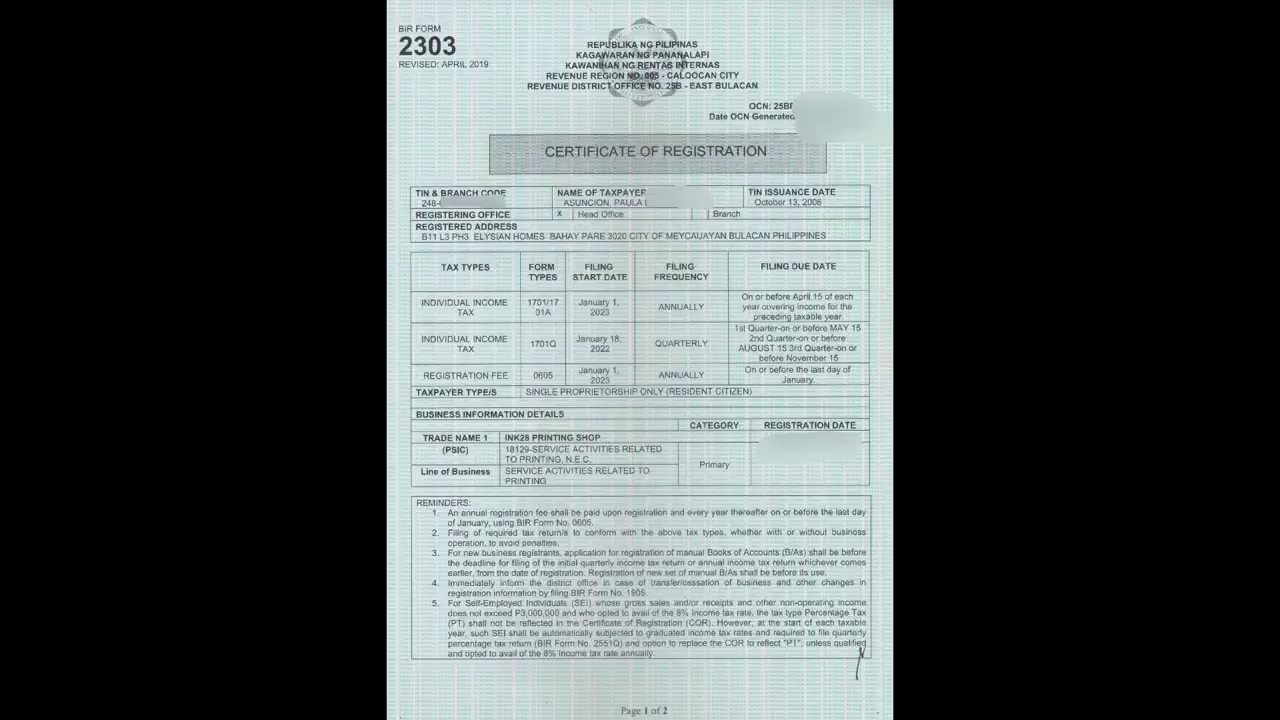 BIR FORM
2303
REVISED: APRIL 2019
REPUBLIKA NG PILIPINAS
KAGAWARAN NG PANANALAPI
KAWANIHAN NG RENTAS INTERNAS
REVENUE REGION NO. 005 - CALOOCAN CITY
REVENUE DISTRICT OFFICE NO. 25B - EAST BULACAN
OCN: 25BF
Date OCN Generated
CERTIFICATE OF REGISTRATION
TIN & BRANCH CODE NAME OF TAXPAYER TIN ISSUANCE DATE
248- ASUNCION, PAULA October 13, 2006
REGISTERING OFFICE X Head Office Branch
REGISTERED ADDRESS
B11 L3 PH3 ELYSIAN HOMES BAHAY PARE 3020 CITY OF MEYCAUAYAN BULACAN PHILIPPINES
TAX TYPES FORM TYPES FILING START DATE FILING FREQUENCY FILING DUE DATE
INDIVIDUAL INCOME TAX 1701/1701A January 1, 2023 ANNUALLY On or before April 15 of each year covering income for the preceding taxable year.
INDIVIDUAL INCOME TAX 1701Q January 18, 2022 QUARTERLY 1st Quarter-on or before MAY 15 2nd Quarter-on or before AUGUST 15 3rd Quarter-on or before November 15
REGISTRATION FEE 0605 January 1, 2023 ANNUALLY On or before the last day of January.
TAXPAYER TYPE/S SINGLE PROPRIETORSHIP ONLY (RESIDENT CITIZEN)
BUSINESS INFORMATION DETAILS
CATEGORY REGISTRATION DATE
TRADE NAME 1 INK28 PRINTING SHOP
(PSIC) 18129-SERVICE ACTIVITIES RELATED TO PRINTING, N.E.C.
Primary
Line of Business SERVICE ACTIVITIES RELATED TO PRINTING
REMINDERS:
1. An annual registration fee shall be paid upon registration and every year thereafter on or before the last day
of January, using BIR Form No. 0605.
2. Filing of required tax return/s to conform with the above tax types, whether with or without business
operation, to avoid penalties.
3. For new business registrants, application for registration of manual Books of Accounts (B/As) shall be before
the deadline for filing of the initial quarterly income tax return or annual income tax return whichever comes
earlier, from the date of registration. Registration of new set of manual B/As shall be before its use.
4. Immediately inform the district office in case of transfer/cessation of business and other changes in
registration information by filing BIR Form No. 1905.
5. For Self-Employed Individuals (SEI) whose gross sales and/or receipts and other non-operating income
does not exceed P3,000,000 and who opted to avail of the 8% Income tax rate, the tax type Percentage Tax
(PT) shall not be reflected in the Certificate of Registration (COR). However, at the start of each taxable
year, such SEI shall be automatically subjected to graduated income tax rates and required to file quarterly
percentage tax return (BIR Form No. 2551Q) and option to replace the COR to reflect "PT", unless qualified
and opted to avail of the 8% Income tax rate annually.
Page 1 of 2